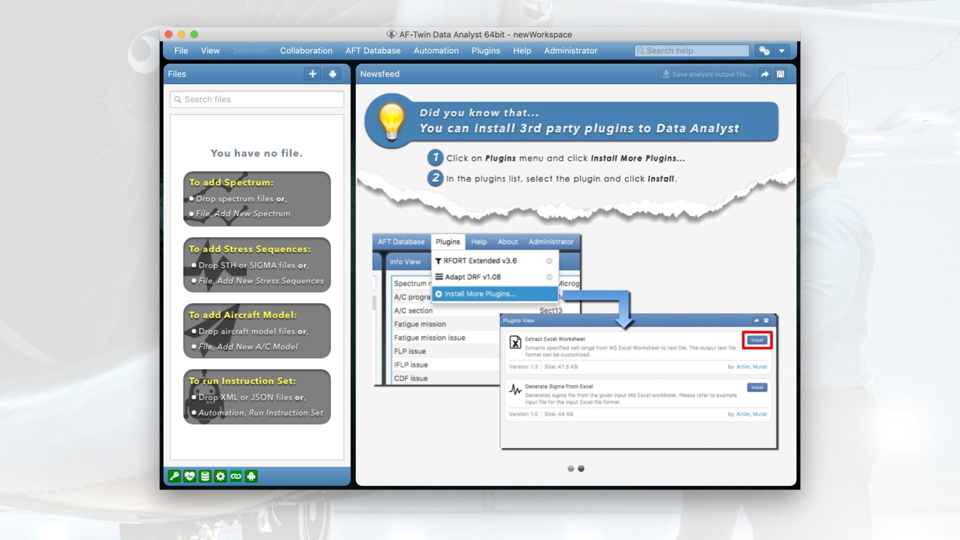 AF-Twin Data Analyst 64bit - newWorkspace
File View Selected Collaboration AFT Database Automation Plugins Help Administrator Search help
Files
Newsfeed
Save analysis output file...
Search files
You have no file.
To add Spectrum:
Drop spectrum files or,
File, Add New Spectrum
To add Stress Sequences:
Drop STH or SIGMA files or,
File, Add New Stress Sequences
To add Aircraft Model:
Drop aircraft model files or,
File, Add New A/C Model
To run Instruction Set:
Drop XML or JSON files or,
Automation, Run Instruction Set
Did you know that...
You can install 3rd party plugins to Data Analyst
1 Click on Plugins menu and click Install More Plugins...
2 In the plugins list, select the plugin and click Install.
AFT Database Plugins Help About Administrator
Info View
RFORT Extended v3.6
Adapt DRF v1.08
Install More Plugins...
Spectrum
A/C progra
A/C section Sect13
Fatigue mission
Fatigue mission issue
FLP issue
IFLP issue
CDF issue
Plugins View
Extract Excel Worksheet
Install
Extracts specified cell range from MS Excel Worksheet to text file. The output text file
format can be customized.
Version: 1.3 | Size: 47.5 KB
by Artim, Murat
Generate Sigma From Excel
Install
Generates sigma file from the given input MS Excel workbook. Please refer to example
input file for the input Excel file format.
Version: 1.0 | Size: 44 KB
by Artim, Murat